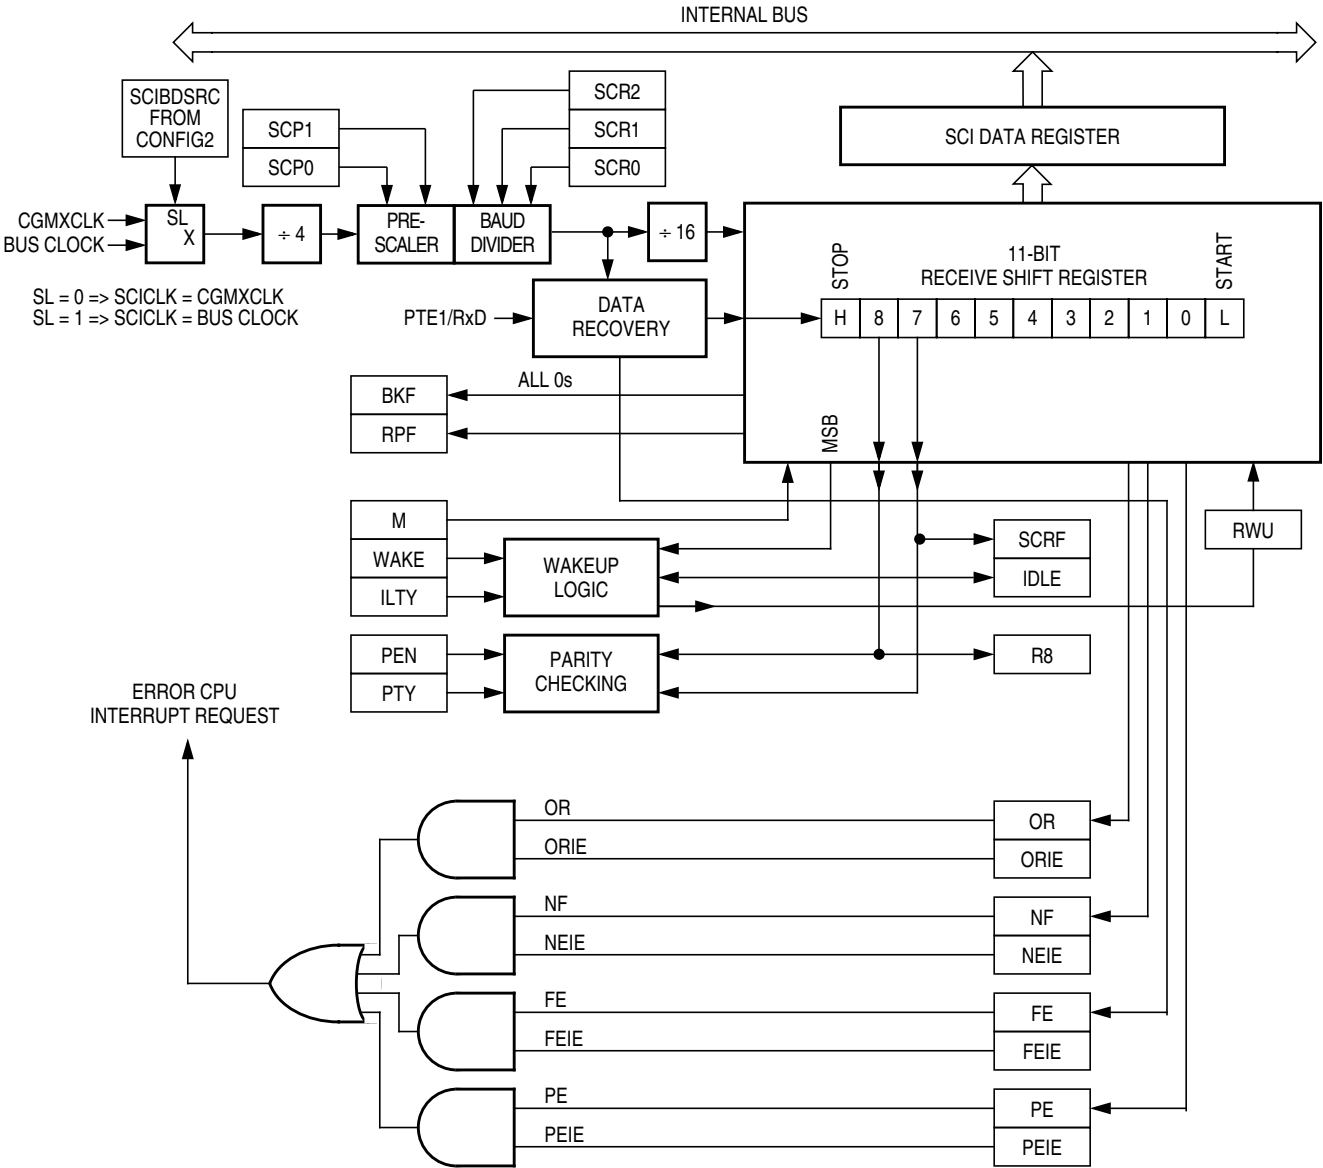 INTERNAL BUS
SCIBDSRC
FROM
CONFIG2
SCP1
SCP0
SCR2
SCR1
SCR0
SCI DATA REGISTER
CGMXCLK
BUS CLOCK
SL
X
÷ 4
PRE-
SCALER
BAUD
DIVIDER
÷ 16
SL = 0 => SCICLK = CGMXCLK
SL = 1 => SCICLK = BUS CLOCK
PTE1/RxD
DATA
RECOVERY
STOP
11-BIT
RECEIVE SHIFT REGISTER
START
H 8 7 6 5 4 3 2 1 0 L
ALL 0s
BKF
RPF
MSB
M
WAKE
ILTY
WAKEUP
LOGIC
SCRF
IDLE
RWU
PEN
PTY
PARITY
CHECKING
R8
ERROR CPU
INTERRUPT REQUEST
OR
ORIE
OR
ORIE
NF
NEIE
NF
NEIE
FE
FEIE
FE
FEIE
PE
PEIE
PE
PEIE